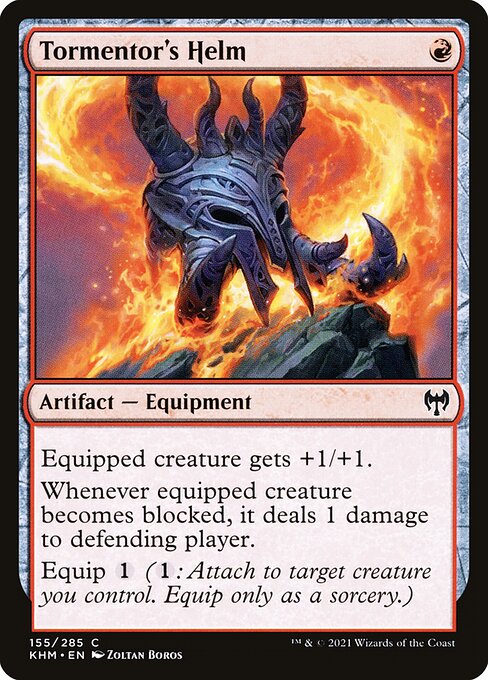 Tormentor's Helm
Artifact — Equipment
Equipped creature gets +1/+1.
Whenever equipped creature
becomes blocked, it deals 1 damage
to defending player.
Equip 1 (1: Attach to target creature
you control. Equip only as a sorcery.)
155/285 C
KHM • EN Zoltan Boros
™ & © 2021 Wizards of the Coast